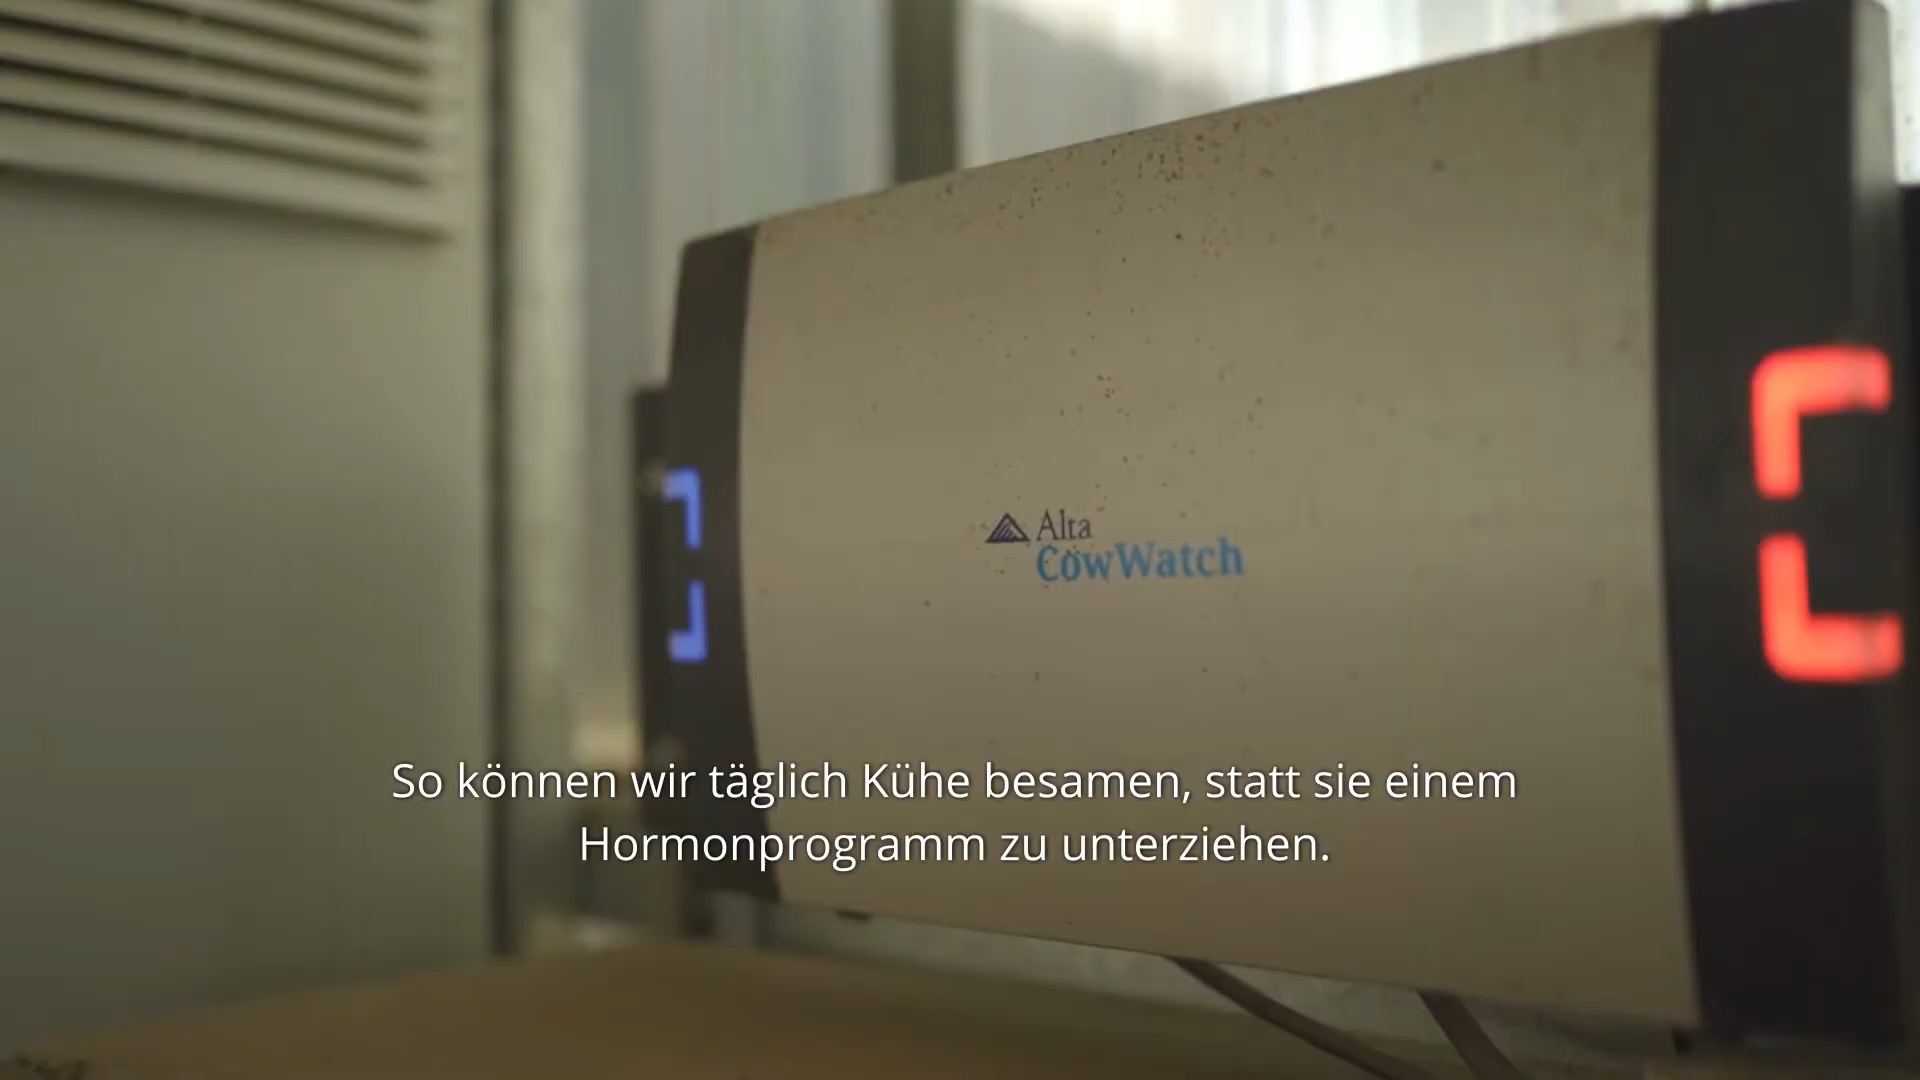 Alta
CowWatch
So können wir täglich Kühe besamen, statt sie einem
Hormonprogramm zu unterziehen.